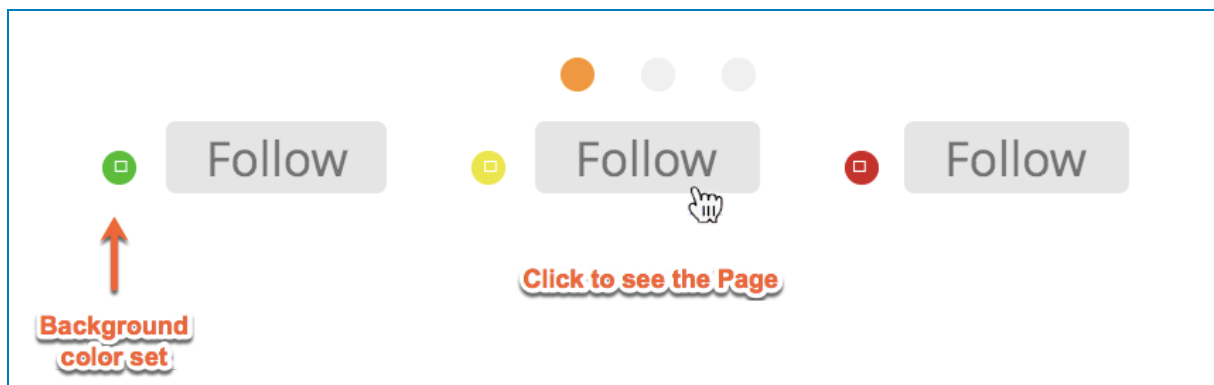 Follow
Follow
Follow
Click to see the Page
Background
color set